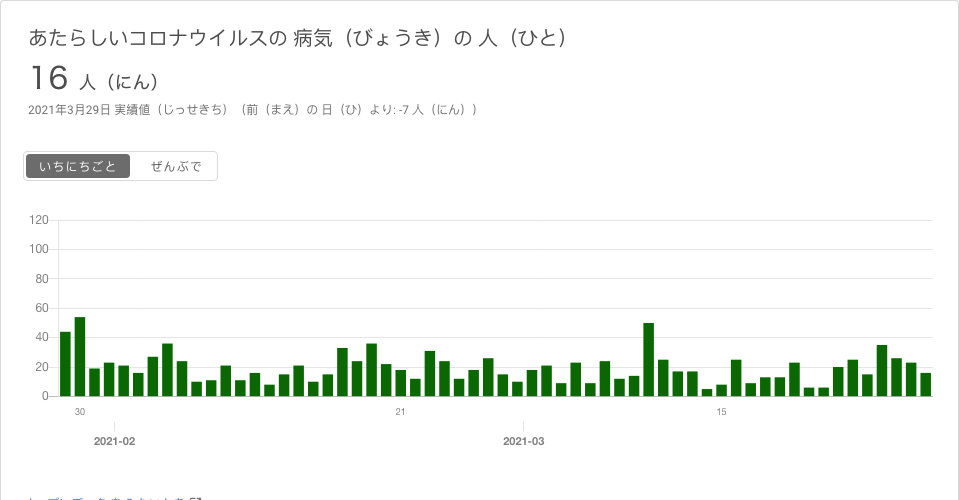 あたらしいコロナウイルスの 病気（びょうき）の 人（ひと）
16 人（にん）
2021年3月29日 実績値（じっせきち）（前（まえ）の 日（ひ）より: -7 人（にん））
いちにちごと ぜんぶで
120
100
80
60
40
20
0
30 21 15
2021-02 2021-03